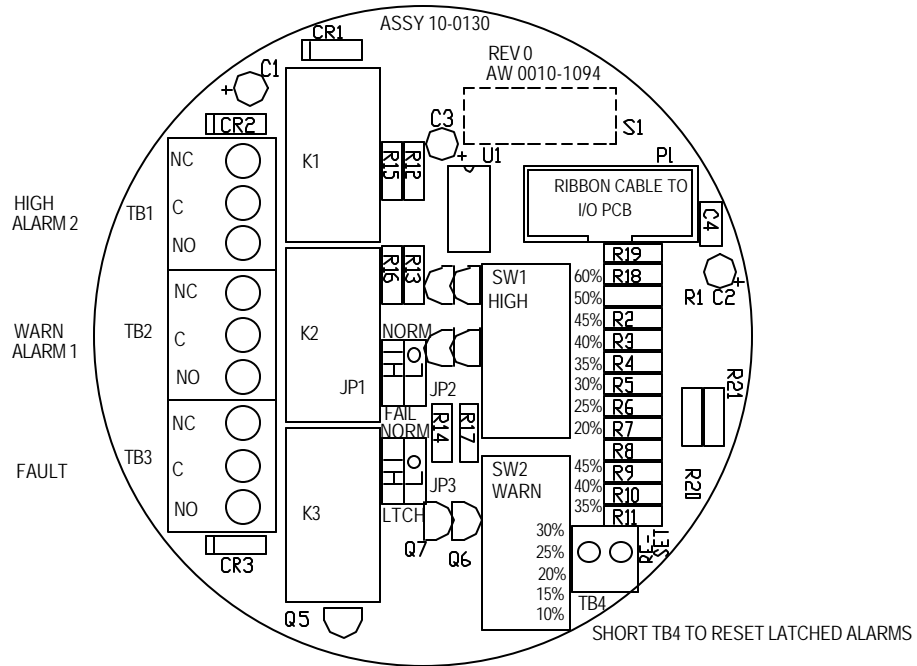 ASSY 10-0130
CR1
REV 0
AW 0010-1094
C1
+
CR2
C3
+
S1
U1
P1
K1
R15
R12
RIBBON CABLE TO
I/O PCB
C4
HIGH
ALARM 2
TB1
NC
C
NO
R19
60%
R18
50%
R1
C2
+
R16
R13
SW1
HIGH
WARN
ALARM 1
TB2
NC
C
NO
K2
NORM
JP1
JP2
FAIL
45%
R2
40%
R3
35%
R4
30%
R5
25%
R6
20%
R7
R21
R20
FAULT
TB3
NC
C
NO
K3
NORM
JP3
LTCH
R14
R17
SW2
WARN
R8
45%
R9
40%
R10
35%
R11
30%
25%
20%
15%
10%
RE-
SET
TB4
Q7
Q6
CR3
Q5
SHORT TB4 TO RESET LATCHED ALARMS